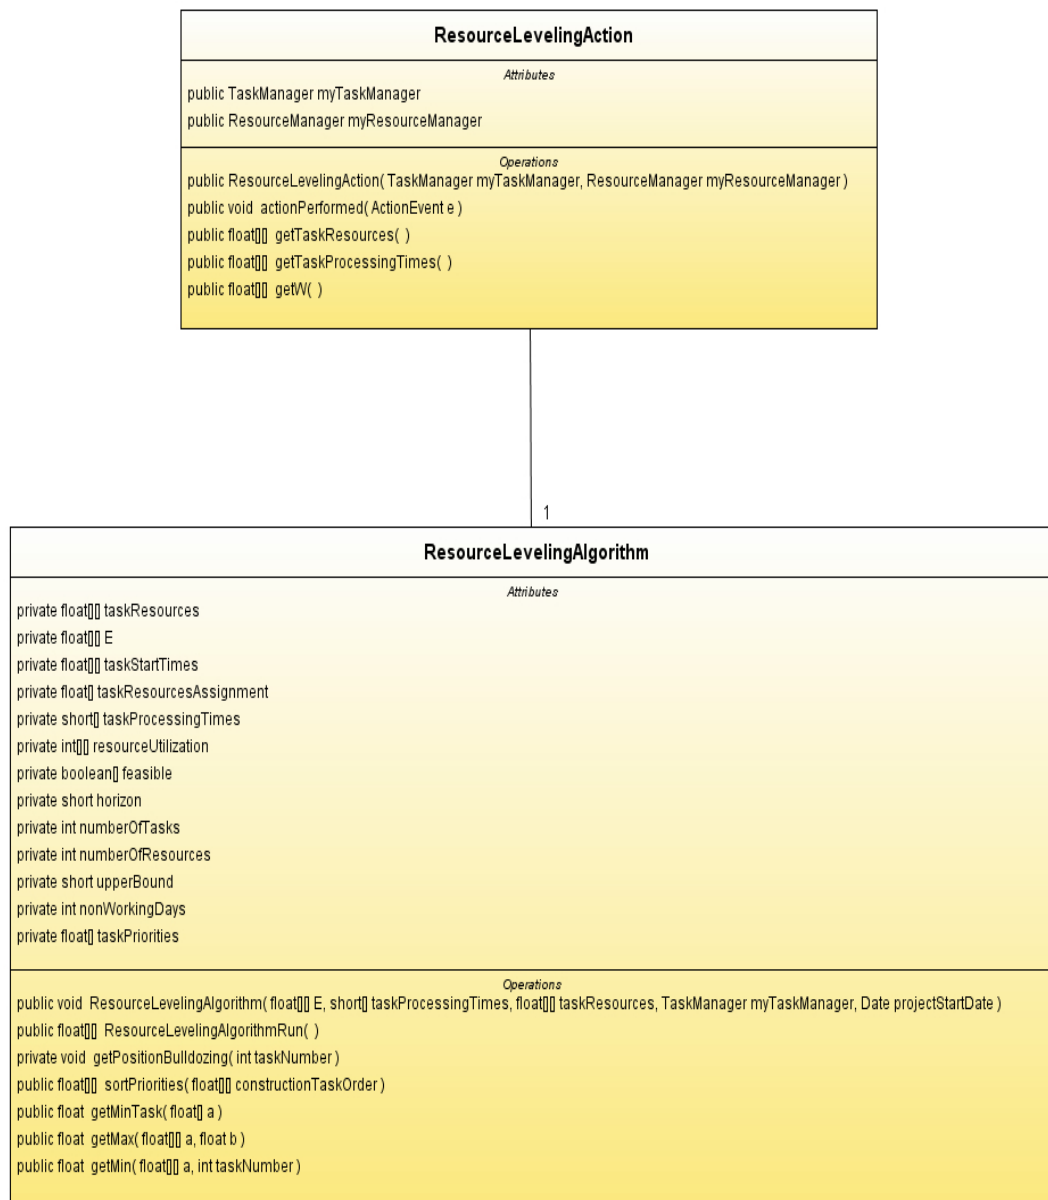 ResourceLevelingAction
Attributes
public TaskManager myTaskManager
public ResourceManager myResourceManager
Operations
public ResourceLevelingAction( TaskManager myTaskManager, ResourceManager myResourceManager )
public void actionPerformed( ActionEvent e )
public float[][] getTaskResources( )
public float[][] getTaskProcessingTimes( )
public float[][] getW( )
1
ResourceLevelingAlgorithm
Attributes
private float[][] taskResources
private float[][] E
private float[][] taskStartTimes
private float[] taskResourcesAssignment
private short[] taskProcessingTimes
private int[][] resourceUtilization
private boolean[] feasible
private short horizon
private int numberOfTasks
private int numberOfResources
private short upperBound
private int nonWorkingDays
private float[] taskPriorities
Operations
public void ResourceLevelingAlgorithm( float[][] E, short[] taskProcessingTimes, float[][] taskResources, TaskManager myTaskManager, Date projectStartDate )
public float[][] ResourceLevelingAlgorithmRun( )
private void getPositionBulldozing( int taskNumber )
public float[][] sortPriorities( float[][] constructionTaskOrder )
public float getMinTask( float[] a )
public float getMax( float[][] a, float b )
public float getMin( float[][] a, int taskNumber )